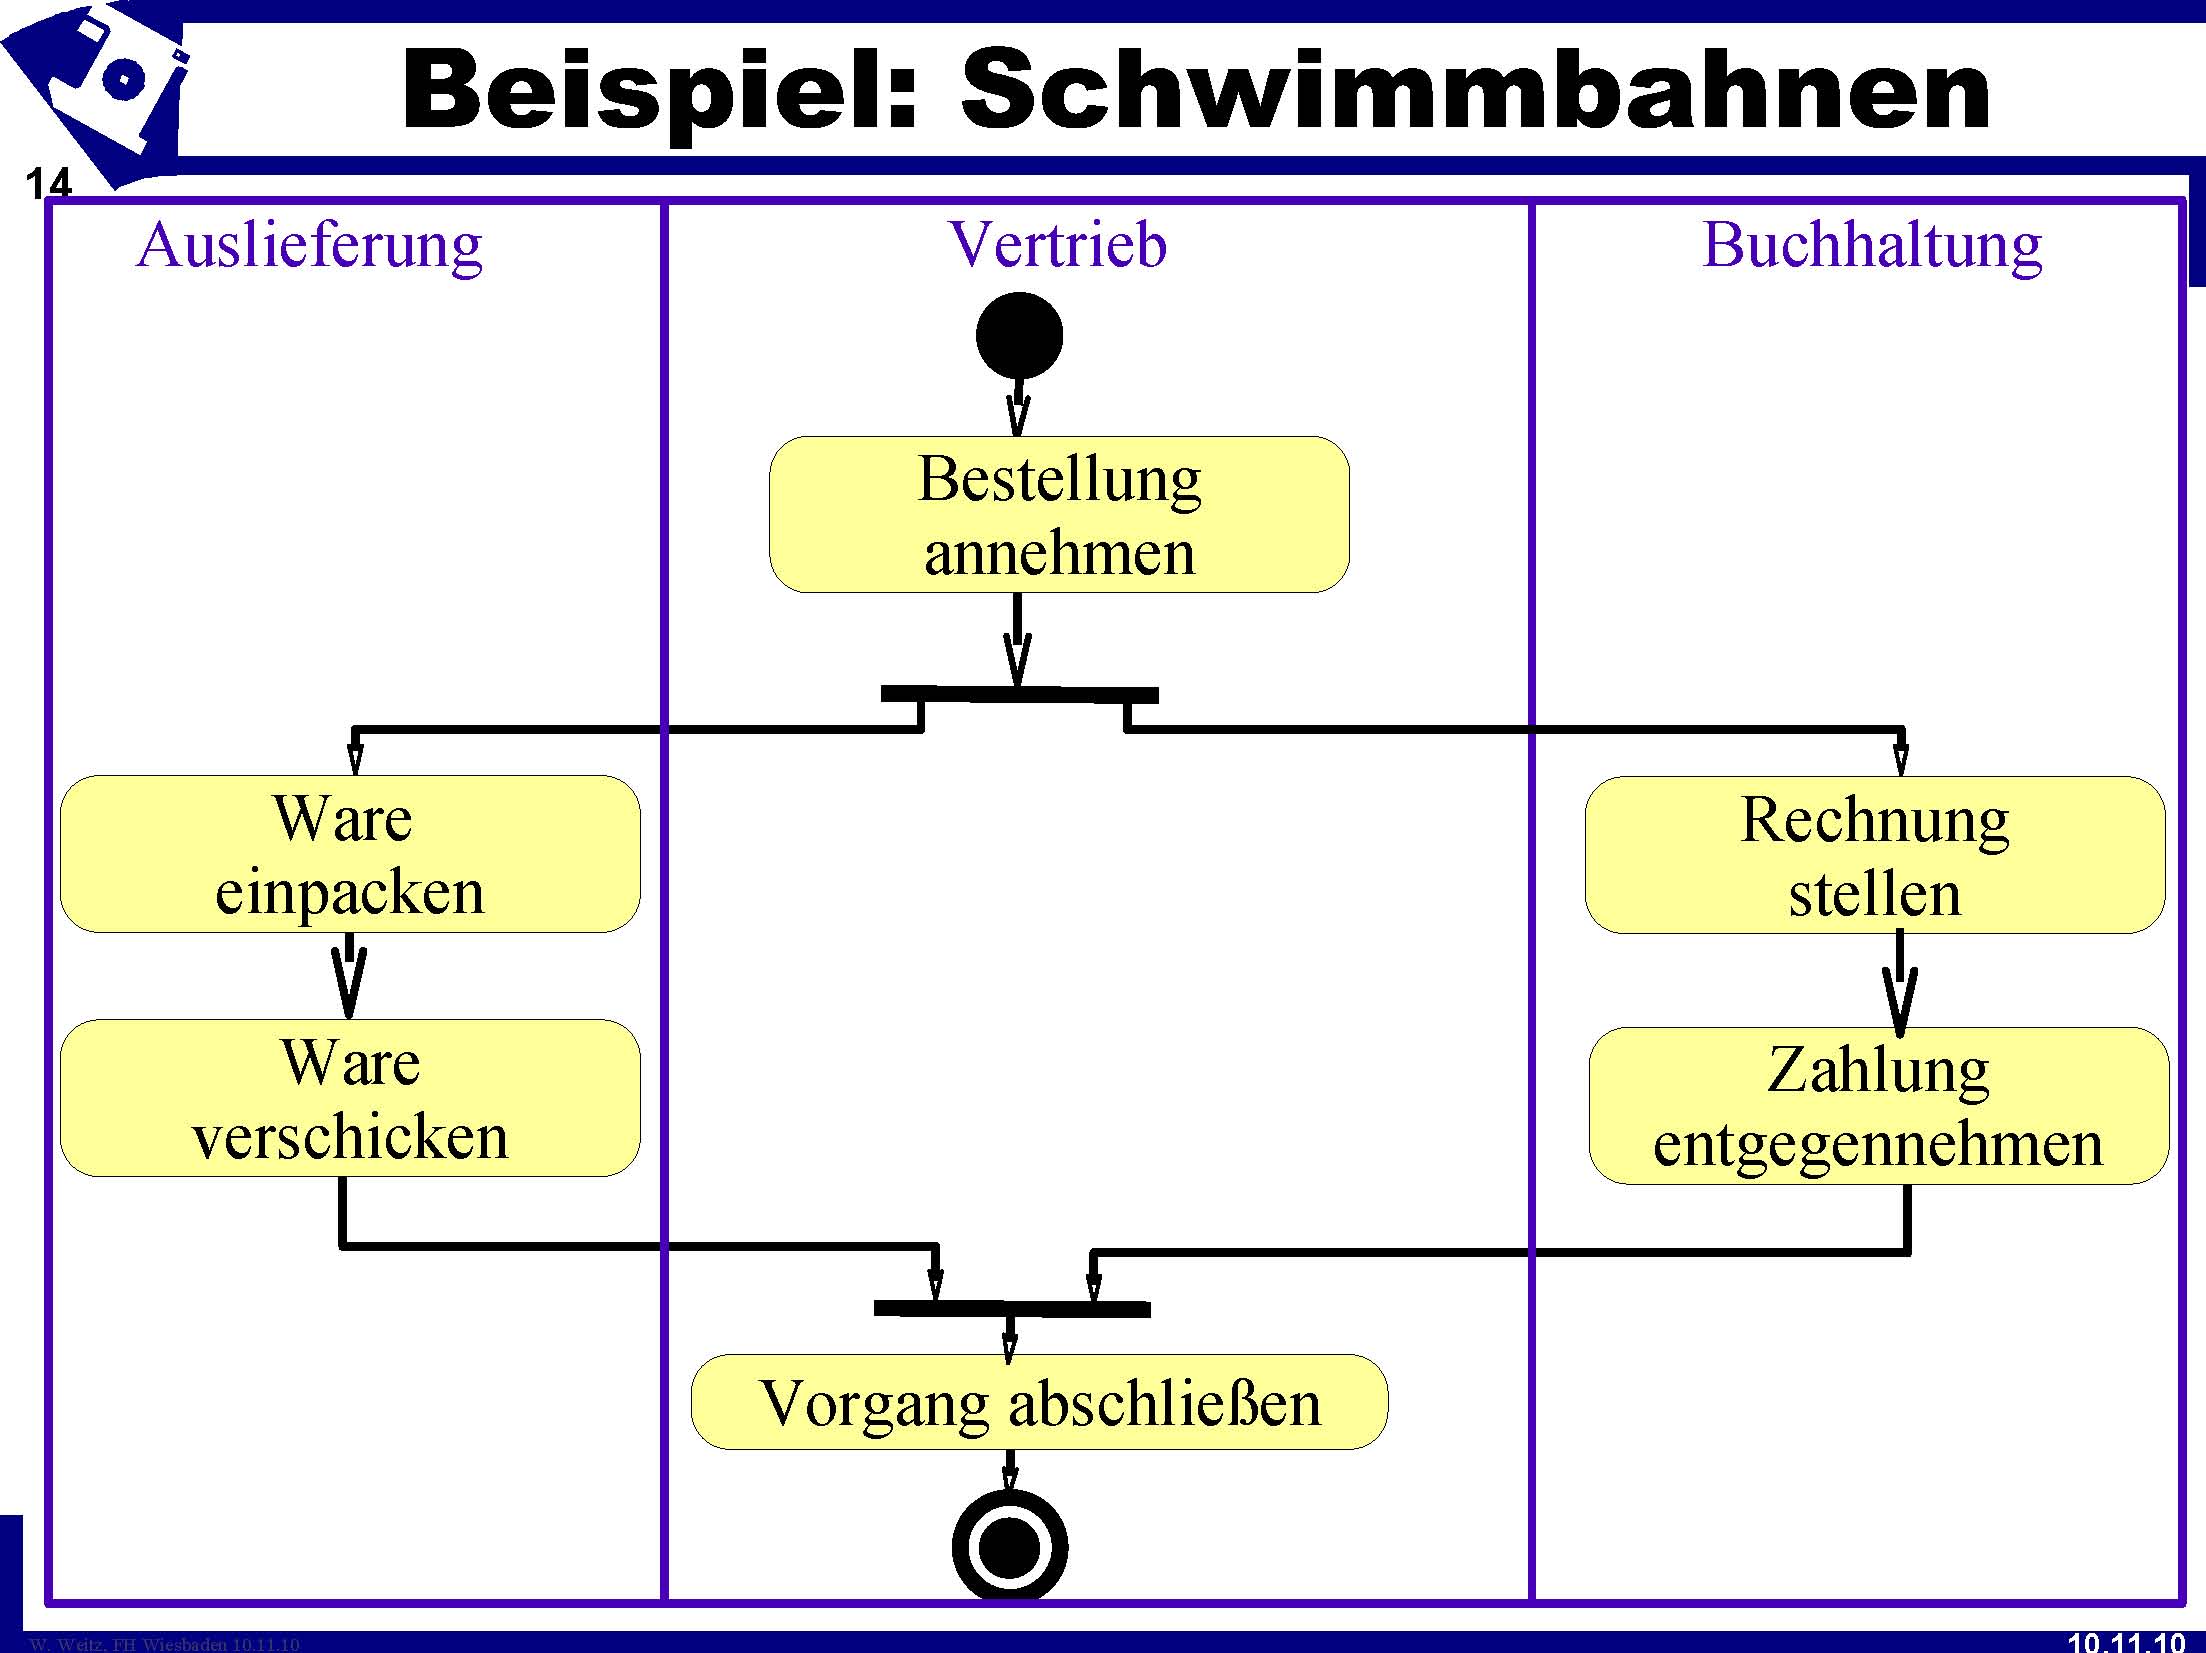 Beispiel: Schwimmbahnen
14
Auslieferung
Vertrieb
Buchhaltung
Bestellung
annehmen
Ware
einpacken
Rechnung
stellen
Ware
verschicken
Zahlung
entgegennehmen
Vorgang abschließen
W. Weitz, FH Wiesbaden 10.11.10
10.11.10